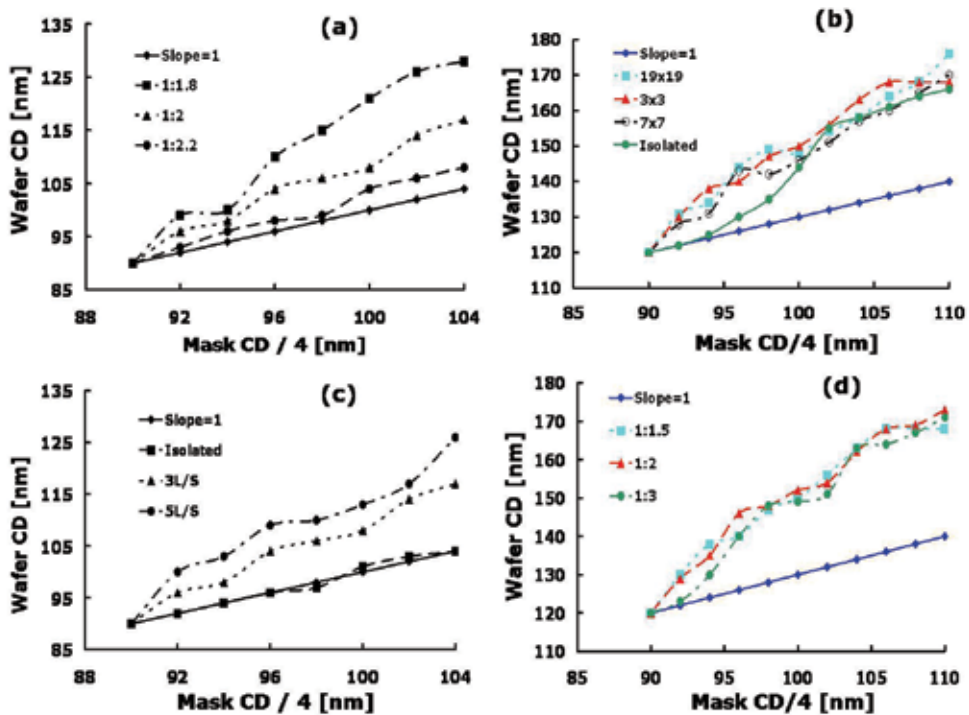 (a)
Wafer CD [nm]
135
125
115
105
95
85
Slope=1
1:1.8
1:2
1:2.2
88 92 96 100 104
Mask CD / 4 [nm]
(b)
Wafer CD [nm]
180
170
160
150
140
130
120
110
Slope=1
19x19
3x3
7x7
Isolated
85 90 95 100 105 110
Mask CD/4 [nm]
(c)
Wafer CD [nm]
135
125
115
105
95
85
Slope=1
Isolated
3L/S
5L/S
88 92 96 100 104
Mask CD / 4 [nm]
(d)
Wafer CD [nm]
180
170
160
150
140
130
120
110
Slope=1
1:1.5
1:2
1:3
85 90 95 100 105 110
Mask CD/4 [nm]